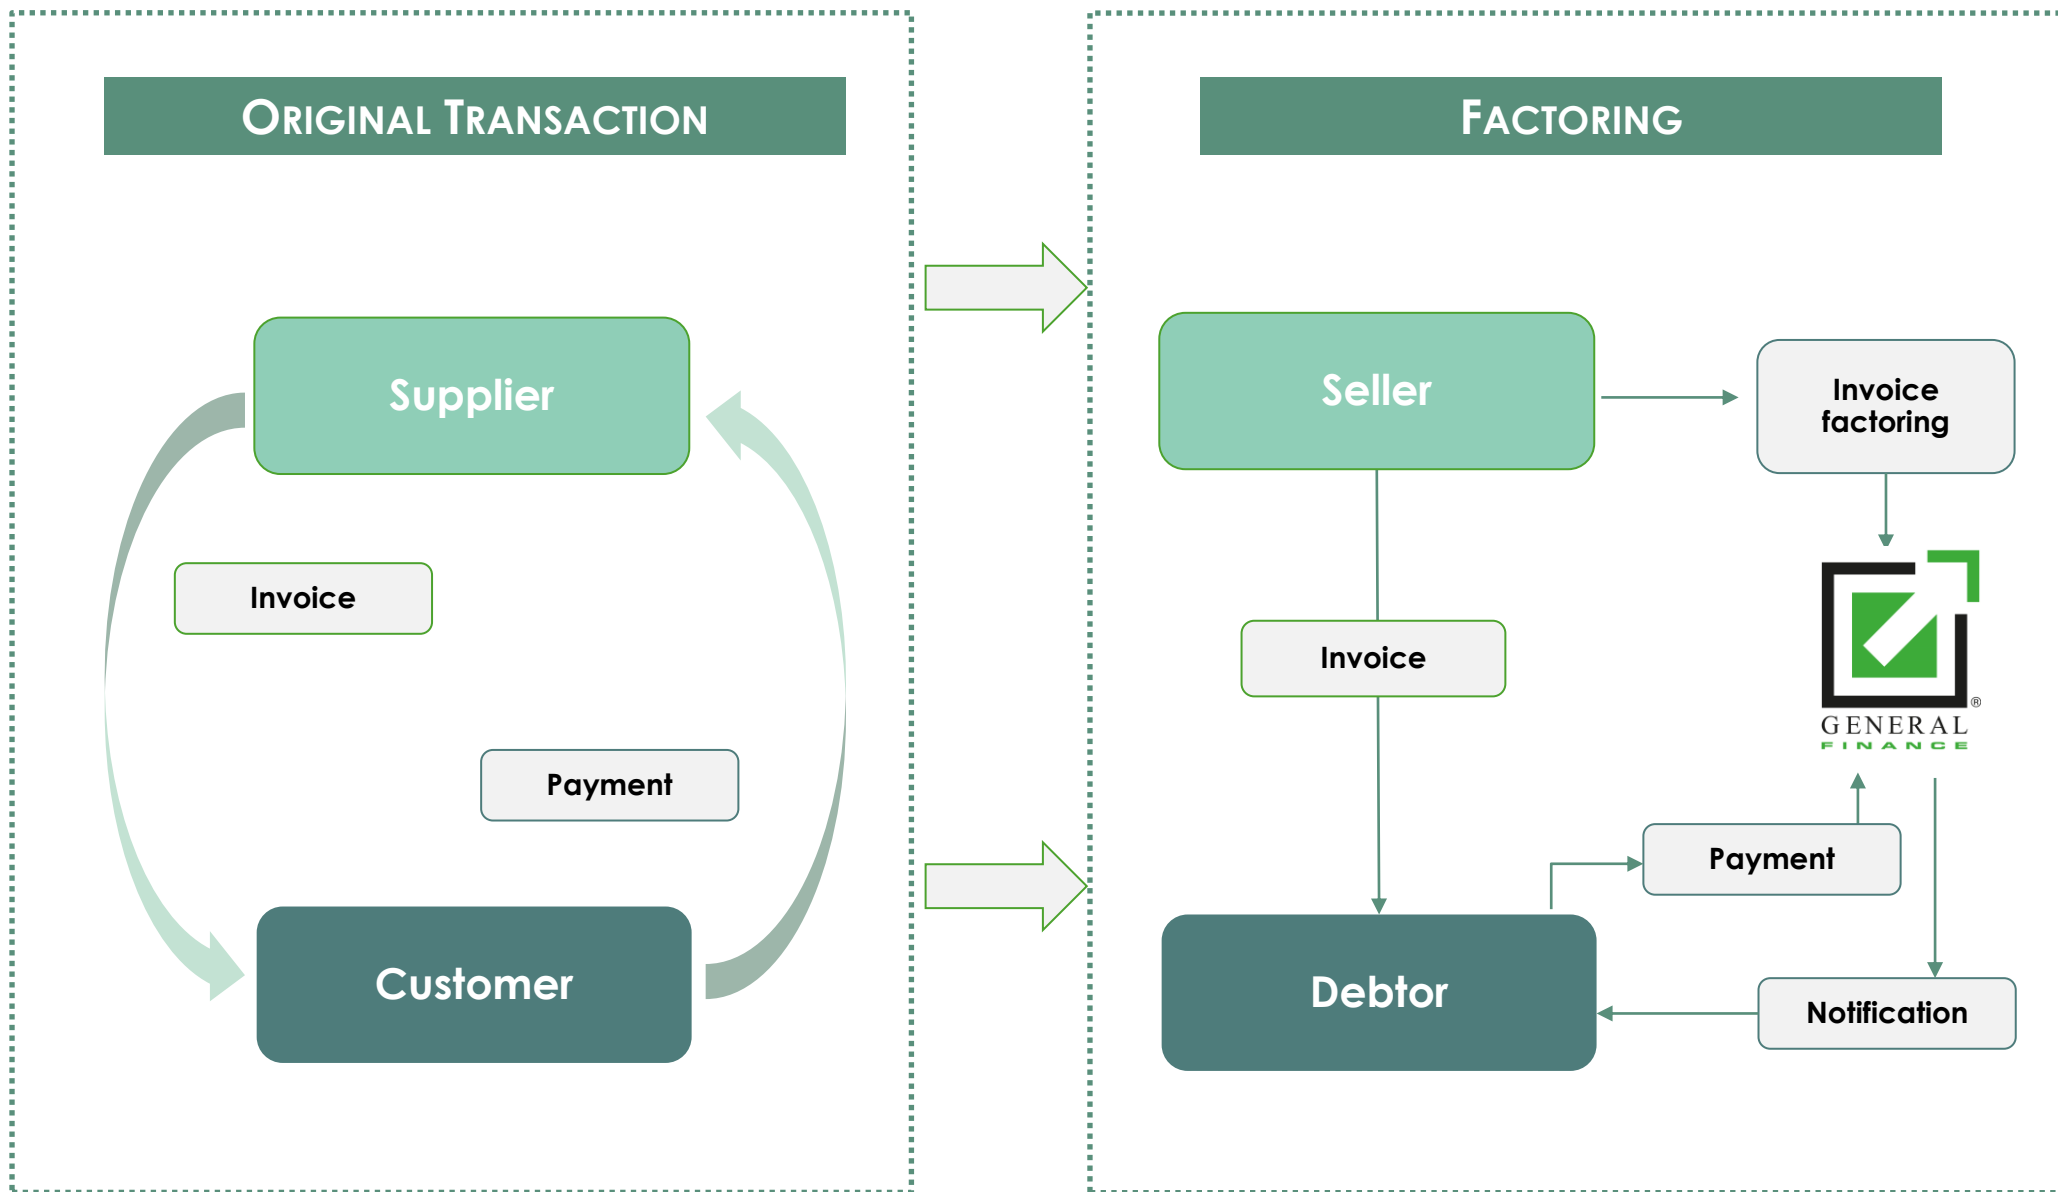 ORIGINAL TRANSACTION
Supplier
Invoice
Payment
Customer
FACTORING
Seller
Invoice
factoring
Invoice
®
GENERAL
FINANCE
Payment
Debtor
Notification